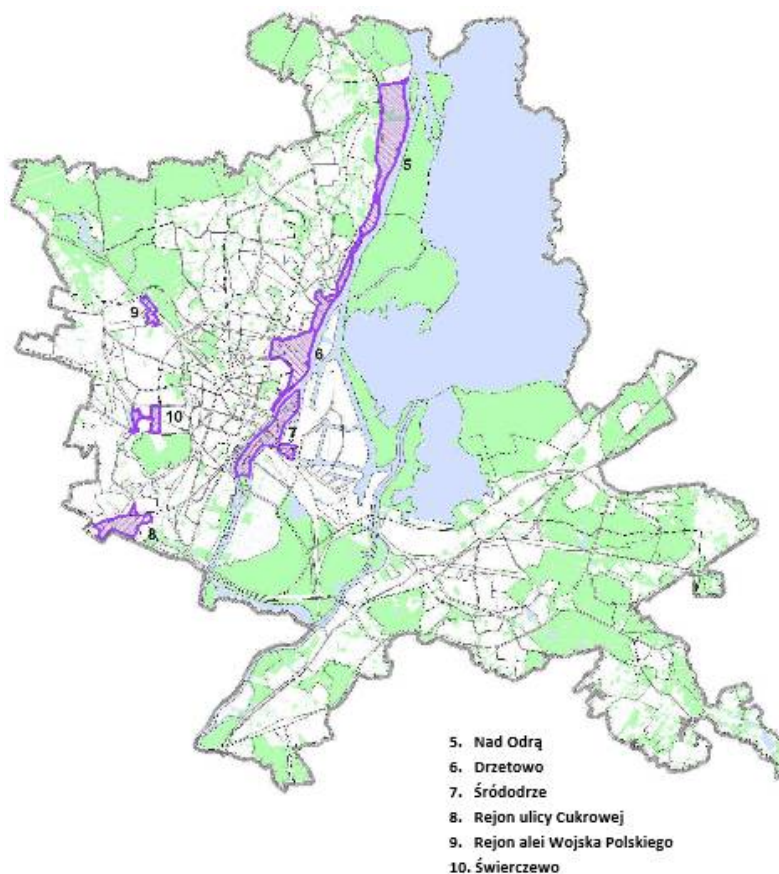 5
9
6
10
7
8
5. Nad Odrą
6. Drzetowo
7. Śródodrze
8. Rejon ulicy Cukrowej
9. Rejon alei Wojska Polskiego
10. Świerczewo